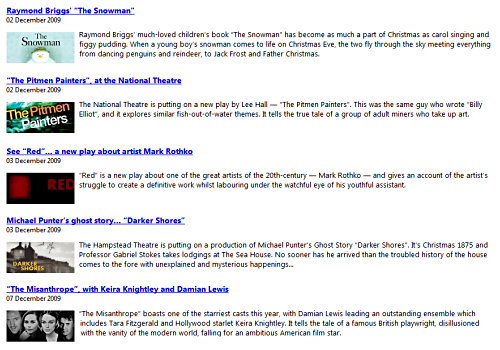 Raymond Briggs' "The Snowman"
02 December 2009
The
Snowman
Raymond Briggs' much-loved children's book "The Snowman" has become as much a part of Christmas as carol singing and
figgy pudding. When a young boy's snowman comes to life on Christmas Eve, the two fly through the sky meeting everything
from dancing penguins and reindeer, to Jack Frost and Father Christmas.
"The Pitmen Painters", at the National Theatre
02 December 2009
The Pitmen
Painters
The National Theatre is putting on a new play by Lee Hall — "The Pitmen Painters". This was the same guy who wrote "Billy
Elliot", and it explores similar fish-out-of-water themes. It tells the true tale of a group of adult miners who take up art.
See "Red"... a new play about artist Mark Rothko
03 December 2009
RED
"Red" is a new play about one of the great artists of the 20th-century — Mark Rothko — and gives an account of the artist's
struggle to create a definitive work whilst labouring under the watchful eye of his youthful assistant.
Michael Punter's ghost story... "Darker Shores"
03 December 2009
DARKER
SHORES
The Hampstead Theatre is putting on a production of Michael Punter's Ghost Story "Darker Shores". It's Christmas 1875 and
Professor Gabriel Stokes takes lodgings at The Sea House. No sooner has he arrived than the troubled history of the house
comes to the fore with unexplained and mysterious happenings...
"The Misanthrope", with Keira Knightley and Damian Lewis
07 December 2009
"The Misanthrope" boasts one of the starriest casts this year, with Damian Lewis leading an outstanding ensemble which
includes Tara Fitzgerald and Hollywood starlet Keira Knightley. It tells the tale of a famous British playwright, disillusioned
with the vanity of the modern world, falling for an ambitious American film star.